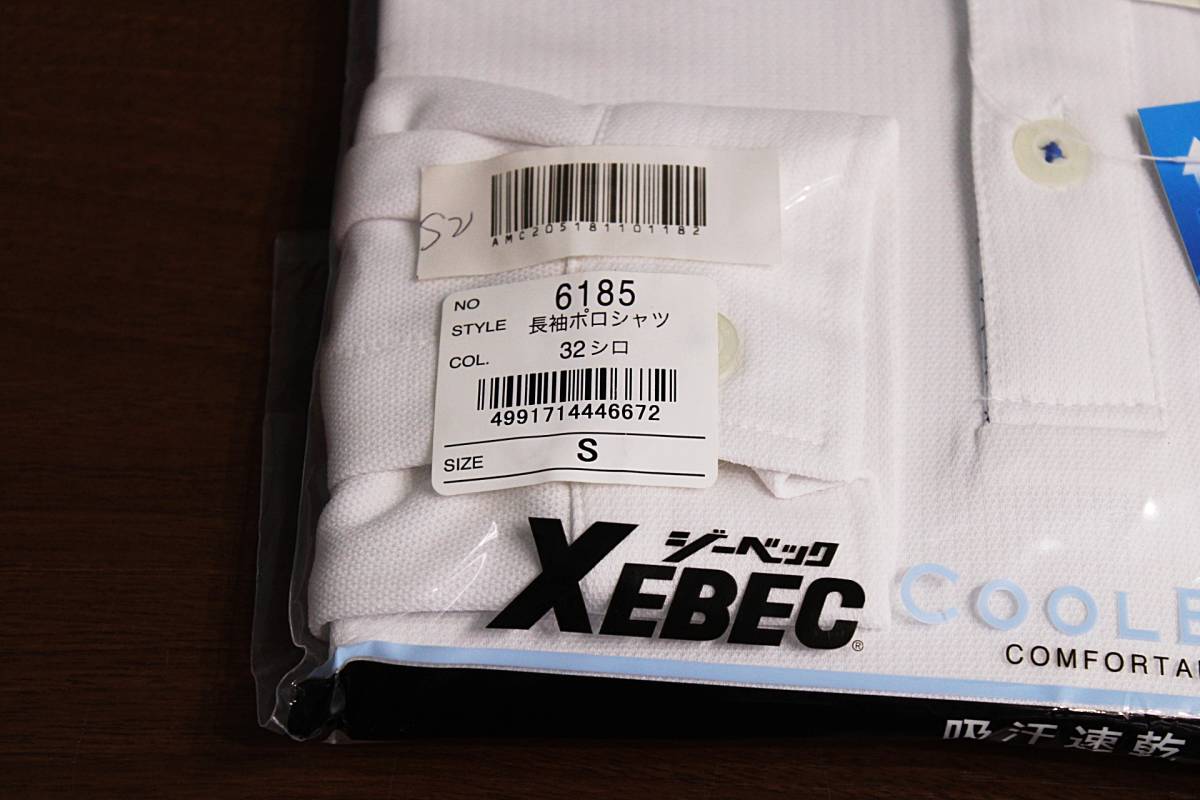 AMC205181101182
NO 6185
STYLE 長袖ポロシャツ
COL. 32シロ
4991714446672
SIZE S
ジーベック
XEBEC®
COOLE
COMFORTA
吸汗速乾